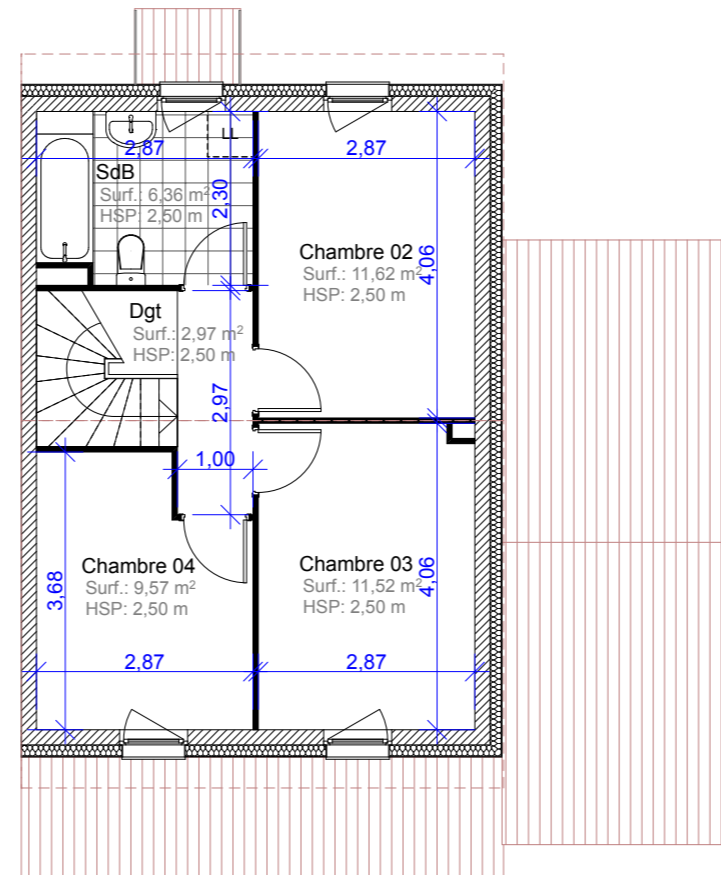 LL
2,87
2,87
SdB
Surf.: 6,36 m²
HSP: 2,50 m
2,30
Chambre 02
Surf.: 11,62 m²
HSP: 2,50 m
4,06
Dgt
Surf.: 2,97 m²
HSP: 2,50 m
2,97
1,00
Chambre 04
Surf.: 9,57 m²
HSP: 2,50 m
3,68
Chambre 03
Surf.: 11,52 m²
HSP: 2,50 m
4,06
2,87
2,87